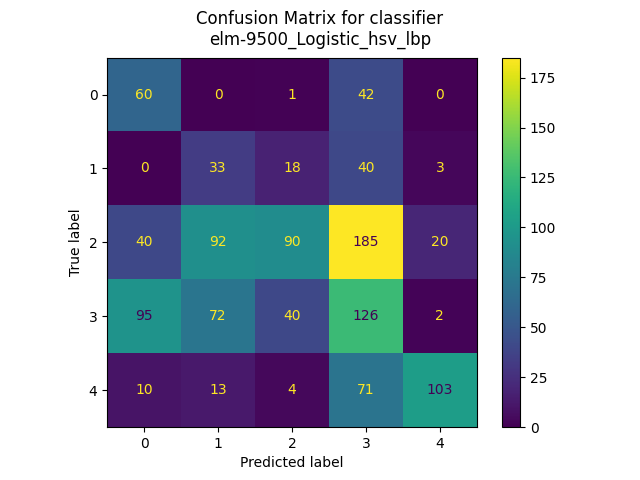 Confusion Matrix for classifier
elm-9500_Logistic_hsv_lbp
True label
0 60 0 1 42 0
1 0 33 18 40 3
2 40 92 90 185 20
3 95 72 40 126 2
4 10 13 4 71 103
0 1 2 3 4
Predicted label
175
150
125
100
75
50
25
0